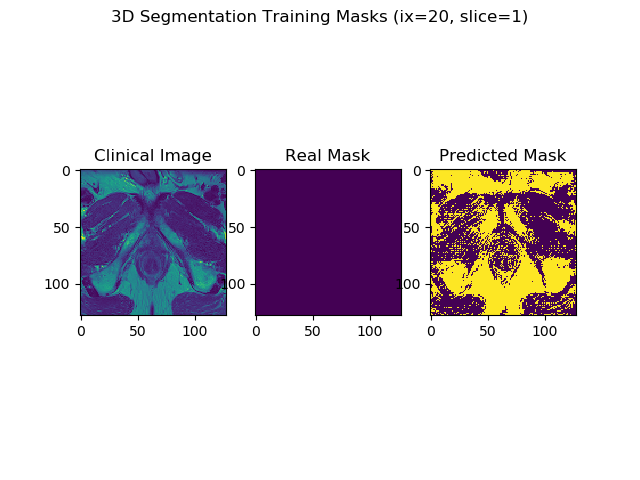 3D Segmentation Training Masks (ix=20, slice=1)
Clinical Image Real Mask Predicted Mask
0 0 0
50 50 50
100 100 100
0 50 100 0 50 100 0 50 100